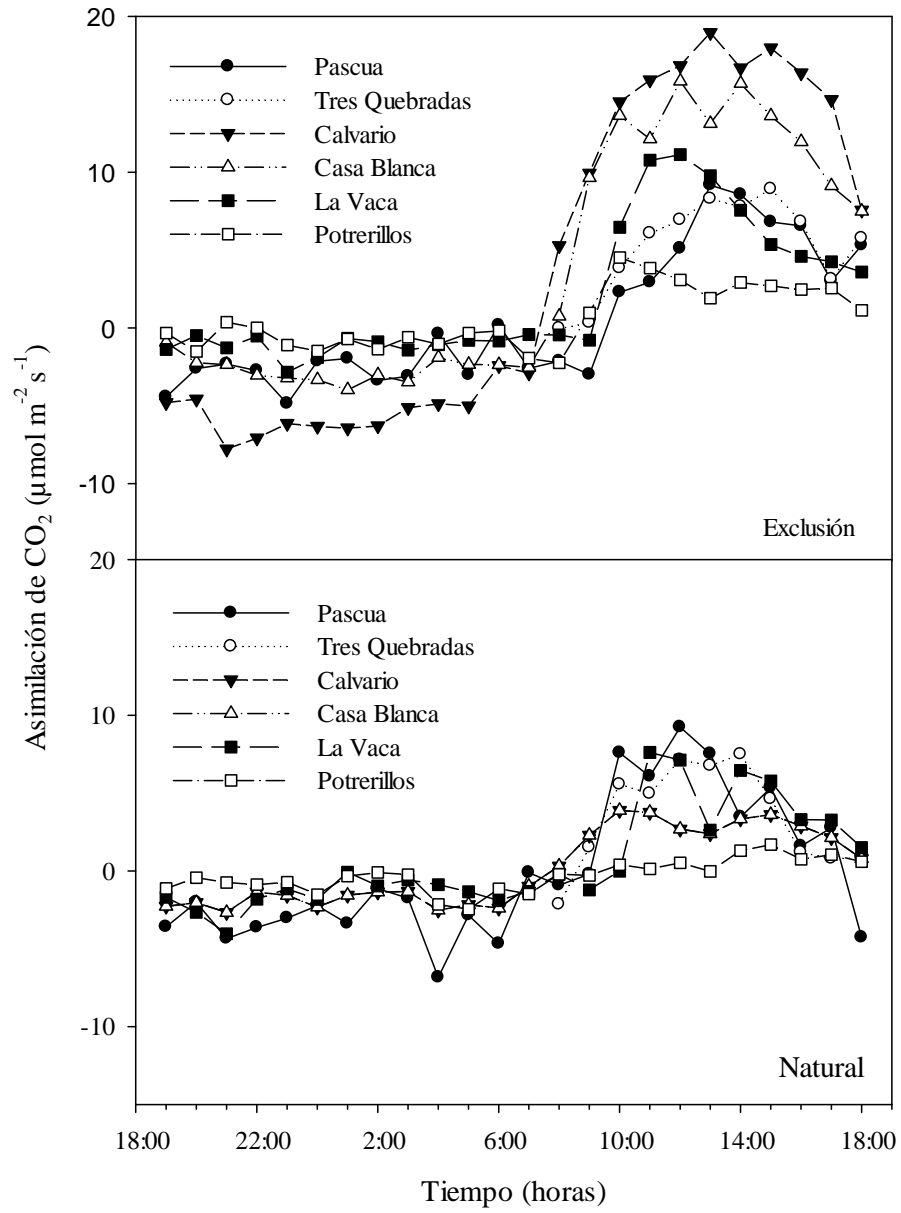 20
Pascua
Tres Quebradas
Calvario
Casa Blanca
La Vaca
Potrerillos
10
0
-10
Exclusión
Asimilación de CO₂ (µmol m⁻² s⁻¹)
20
Pascua
Tres Quebradas
Calvario
Casa Blanca
La Vaca
Potrerillos
10
0
-10
Natural
18:00 22:00 2:00 6:00 10:00 14:00 18:00
Tiempo (horas)